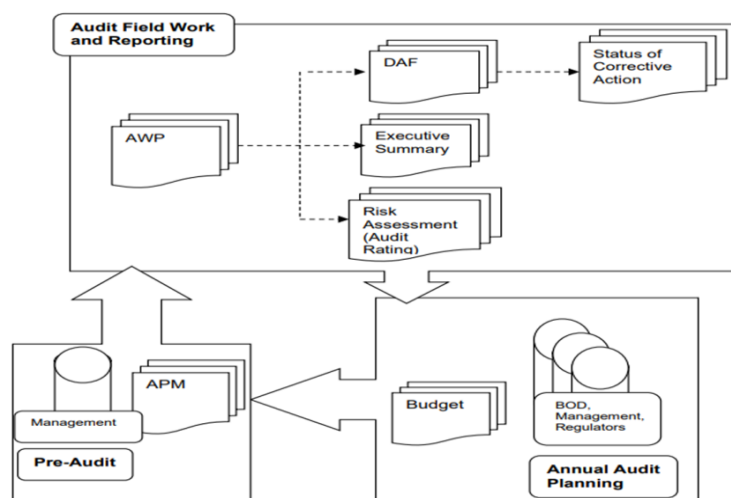 Audit Field Work
and Reporting
DAF
Status of
Corrective
Action
AWP
Executive
Summary
Risk
Assessment
(Audit
Rating)
Management
APM
Pre-Audit
Budget
BOD,
Management,
Regulators
Annual Audit
Planning